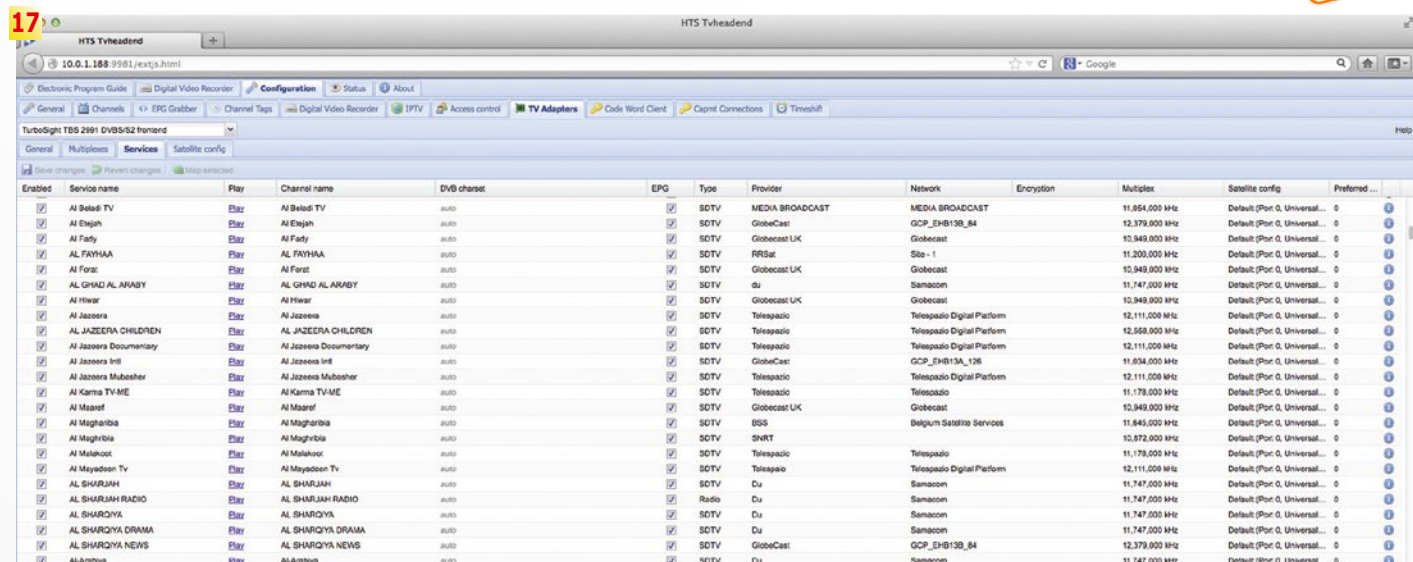 17
HTS Tvheadend
HTS Tvheadend
10.0.1.188:9981/extjs.html Google
Electronic Program Guide Digital Video Recorder Configuration Status About
General Channels EPG Grabber Channel Tags Digital Video Recorder IPTV Access control TV Adapters Code Word Client Capmt Connections Timeshift
TurboSight TBS 2991 DVBS/S2 frontend Help
General Multiplexes Services Satellite config
Save changes Revert changes Map selected
Enabled Service name Play Channel name DVB charset EPG Type Provider Network Encryption Multiplex Satellite config Preferred ...
Al Beladi TV Play Al Beladi TV auto SDTV MEDIA BROADCAST MEDIA BROADCAST 11,054,000 kHz Default (Port 0, Universal... 0
Al Etejah Play Al Etejah auto SDTV GlobeCast GCP_EHB13B_84 12,379,000 kHz Default (Port 0, Universal... 0
Al Fady Play Al Fady auto SDTV Globecast UK Globecast 10,949,000 kHz Default (Port 0, Universal... 0
AL FAYHAA Play AL FAYHAA auto SDTV RRSat Site - 1 11,200,000 kHz Default (Port 0, Universal... 0
Al Forat Play Al Forat auto SDTV Globecast UK Globecast 10,949,000 kHz Default (Port 0, Universal... 0
AL GHAD AL ARABY Play AL GHAD AL ARABY auto SDTV du Samacom 11,747,000 kHz Default (Port 0, Universal... 0
Al Hiwar Play Al Hiwar auto SDTV Globecast UK Globecast 10,949,000 kHz Default (Port 0, Universal... 0
Al Jazeera Play Al Jazeera auto SDTV Telespazio Telespazio Digital Platform 12,111,000 kHz Default (Port 0, Universal... 0
AL JAZEERA CHILDREN Play AL JAZEERA CHILDREN auto SDTV Telespazio Telespazio Digital Platform 12,558,000 kHz Default (Port 0, Universal... 0
Al Jazeera Documentary Play Al Jazeera Documentary auto SDTV Telespazio Telespazio Digital Platform 12,111,000 kHz Default (Port 0, Universal... 0
Al Jazeera Intl Play Al Jazeera Intl auto SDTV GlobeCast GCP_EHB13A_126 11,034,000 kHz Default (Port 0, Universal... 0
Al Jazeera Mubasher Play Al Jazeera Mubasher auto SDTV Telespazio Telespazio Digital Platform 12,111,000 kHz Default (Port 0, Universal... 0
Al Karma TV-ME Play Al Karma TV-ME auto SDTV Telespazio Telespazio 11,178,000 kHz Default (Port 0, Universal... 0
Al Maaref Play Al Maaref auto SDTV Globecast UK Globecast 10,949,000 kHz Default (Port 0, Universal... 0
Al Magharibia Play Al Magharibia auto SDTV BSS Belgium Satellite Services 11,645,000 kHz Default (Port 0, Universal... 0
Al Maghribia Play Al Maghribia auto SDTV SNRT 10,872,000 kHz Default (Port 0, Universal... 0
Al Malakoot Play Al Malakoot auto SDTV Telespazio Telespazio 11,178,000 kHz Default (Port 0, Universal... 0
Al Mayadeen Tv Play Al Mayadeen Tv auto SDTV Telespaio Telespazio Digital Platform 12,111,000 kHz Default (Port 0, Universal... 0
AL SHARJAH Play AL SHARJAH auto SDTV Du Samacom 11,747,000 kHz Default (Port 0, Universal... 0
AL SHARJAH RADIO Play AL SHARJAH RADIO auto Radio Du Samacom 11,747,000 kHz Default (Port 0, Universal... 0
AL SHARQIYA Play AL SHARQIYA auto SDTV Du Samacom 11,747,000 kHz Default (Port 0, Universal... 0
AL SHARQIYA DRAMA Play AL SHARQIYA DRAMA auto SDTV Du Samacom 11,747,000 kHz Default (Port 0, Universal... 0
AL SHARQIYA NEWS Play AL SHARQIYA NEWS auto SDTV GlobeCast GCP_EHB13B_84 12,379,000 kHz Default (Port 0, Universal... 0
Play auto SDTV Du Samacom 11,747,000 kHz Default (Port 0, Universal... 0